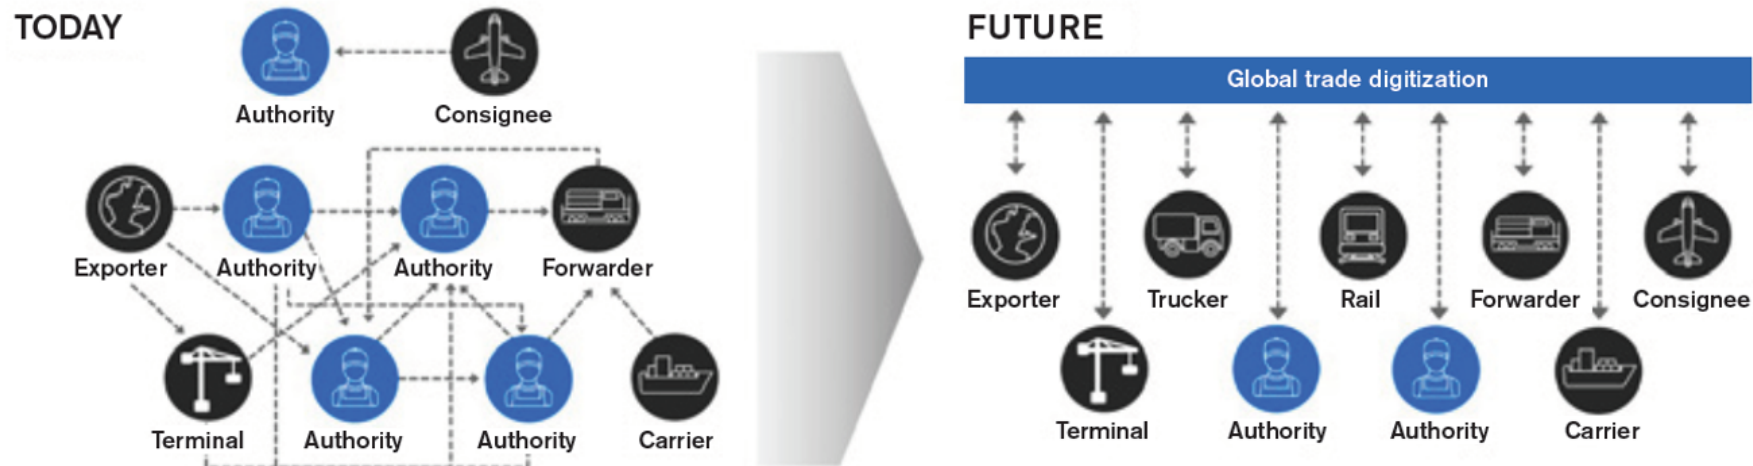 TODAY
Authority
Consignee
Exporter
Authority
Authority
Forwarder
Terminal
Authority
Authority
Carrier
FUTURE
Global trade digitization
Exporter
Trucker
Rail
Forwarder
Consignee
Terminal
Authority
Authority
Carrier